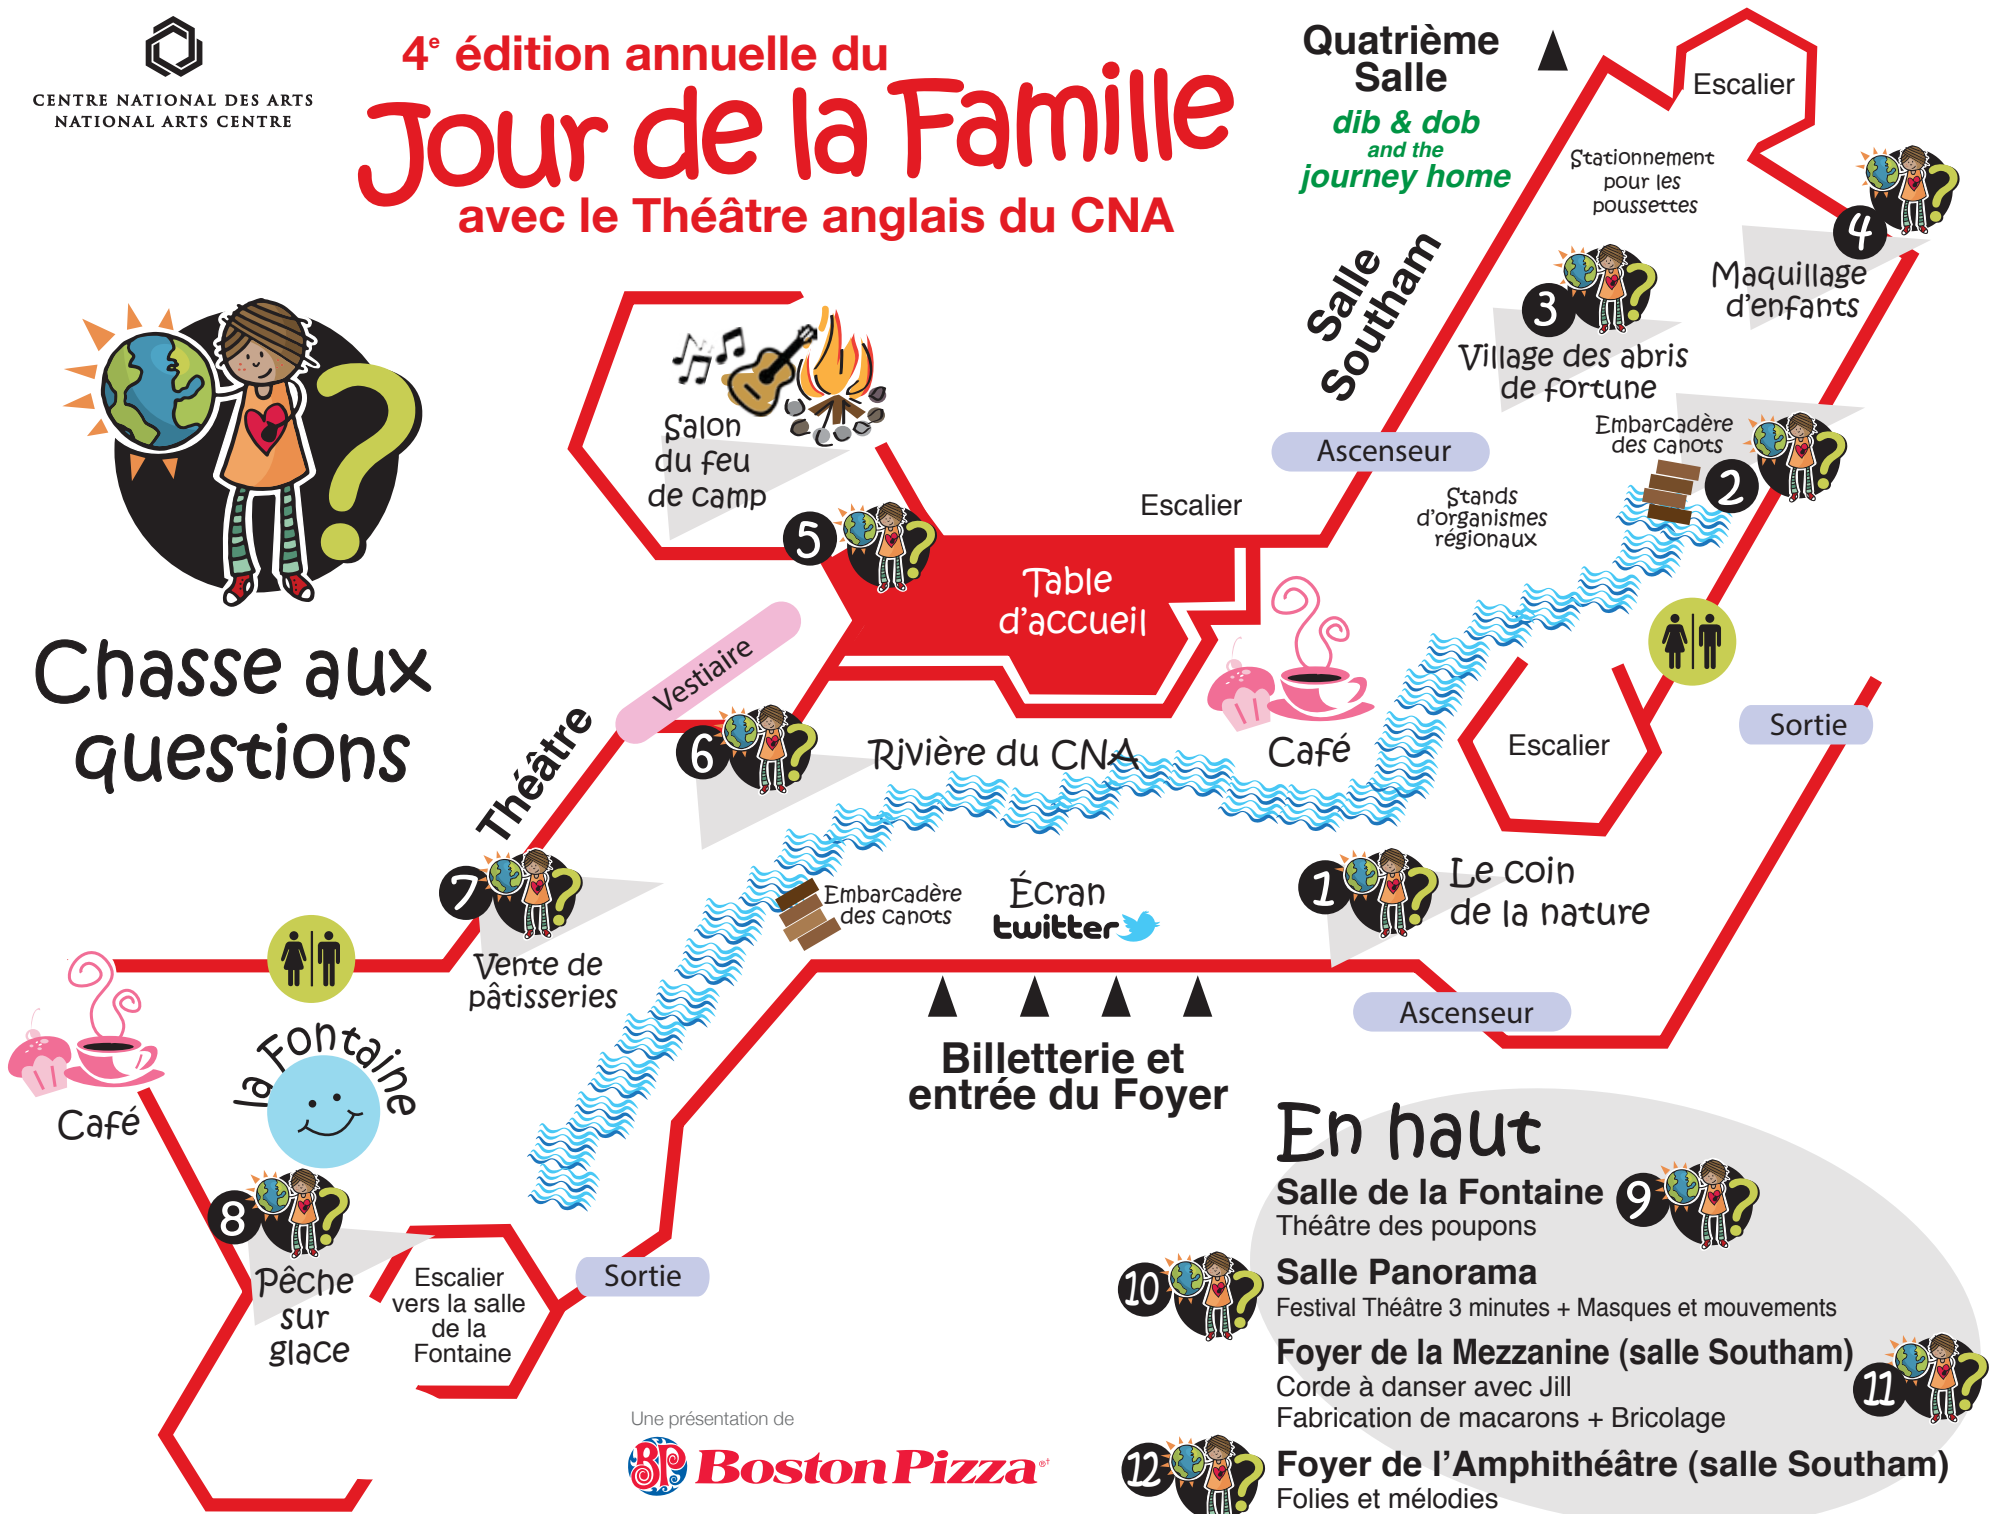 CENTRE NATIONAL DES ARTS
NATIONAL ARTS CENTRE
4e édition annuelle du
Jour de la Famille
avec le Théâtre anglais du CNA
Quatrième
Salle
dib & dob
and the
journey home
Escalier
Stationnement
pour les
poussettes
4
Maquillage
d'enfants
3
Village des abris
de fortune
Salle
Southam
Ascenseur
Embarcadère
des canots
2
Stands
d'organismes
régionaux
Escalier
Salon
du feu
de camp
5
Table
d'accueil
Chasse aux
questions
Vestiaire
Théâtre
6
Rivière du CNA
Café
Escalier
Sortie
7
Vente de
pâtisseries
Embarcadère
des canots
Écran
twitter
1
Le coin
de la nature
Ascenseur
Café
la Fontaine
Billetterie et
entrée du Foyer
8
Pêche
sur
glace
Escalier
vers la salle
de la
Fontaine
Sortie
En haut
Salle de la Fontaine
9
Théâtre des poupons
10
Salle Panorama
Festival Théâtre 3 minutes + Masques et mouvements
Foyer de la Mezzanine (salle Southam)
11
Corde à danser avec Jill
Fabrication de macarons + Bricolage
12
Foyer de l'Amphithéâtre (salle Southam)
Folies et mélodies
Une présentation de
BP Boston Pizza